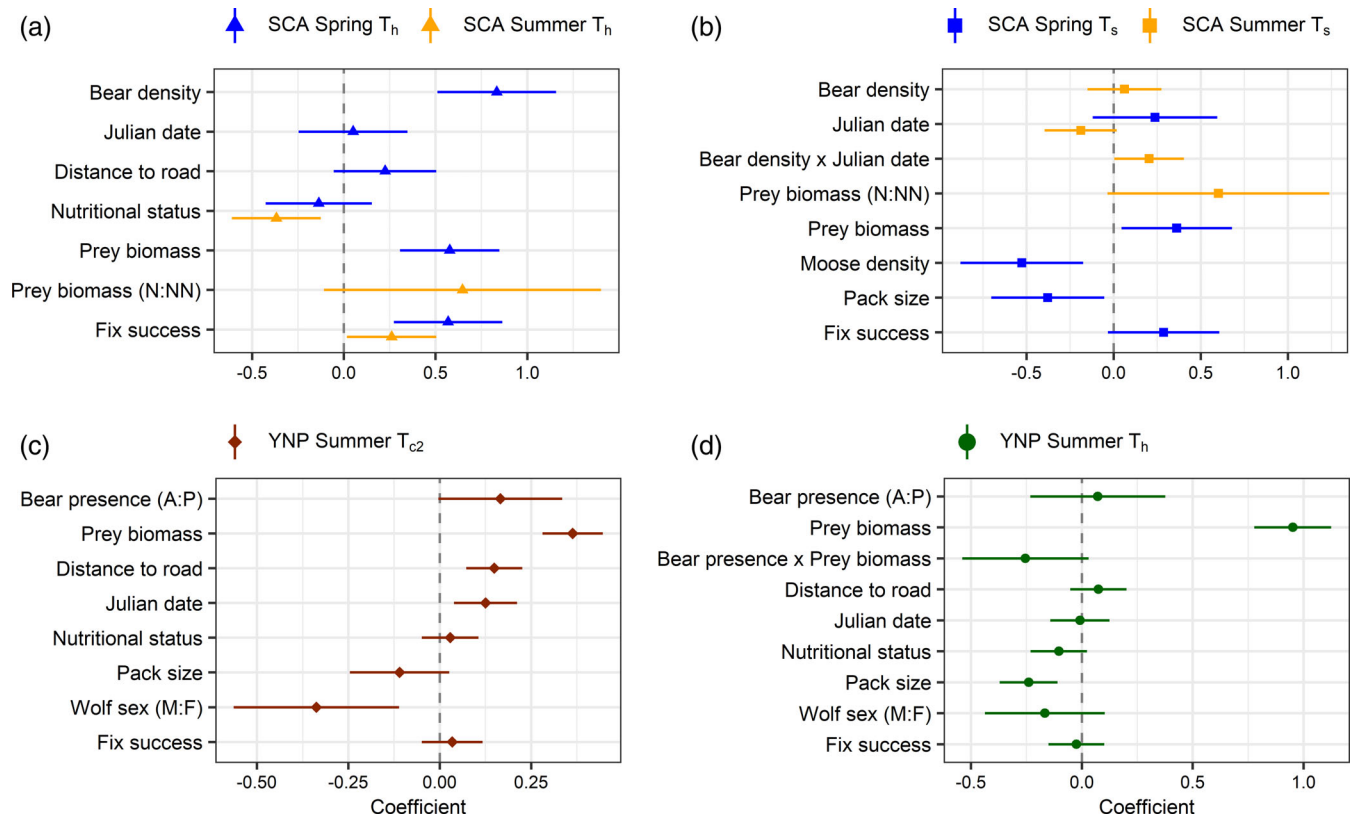 (a)
SCA Spring Th SCA Summer Th
Bear density
Julian date
Distance to road
Nutritional status
Prey biomass
Prey biomass (N:NN)
Fix success
-0.5 0.0 0.5 1.0
(b)
SCA Spring Ts SCA Summer Ts
Bear density
Julian date
Bear density x Julian date
Prey biomass (N:NN)
Prey biomass
Moose density
Pack size
Fix success
-0.5 0.0 0.5 1.0
(c)
YNP Summer Tc2
Bear presence (A:P)
Prey biomass
Distance to road
Julian date
Nutritional status
Pack size
Wolf sex (M:F)
Fix success
-0.50 -0.25 0.00 0.25
Coefficient
(d)
YNP Summer Th
Bear presence (A:P)
Prey biomass
Bear presence x Prey biomass
Distance to road
Julian date
Nutritional status
Pack size
Wolf sex (M:F)
Fix success
-0.5 0.0 0.5 1.0
Coefficient